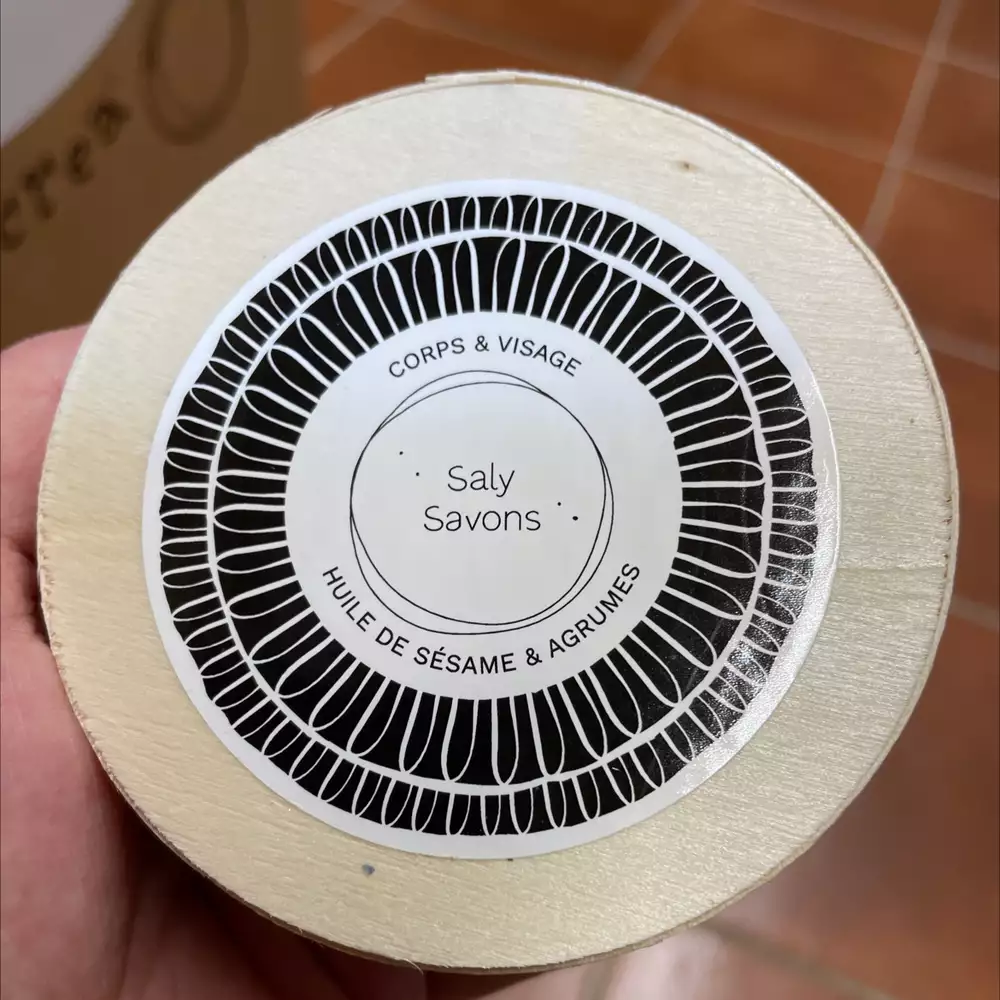 CORPS & VISAGE
Saly
Savons
HUILE DE SÉSAME & AGRUMES